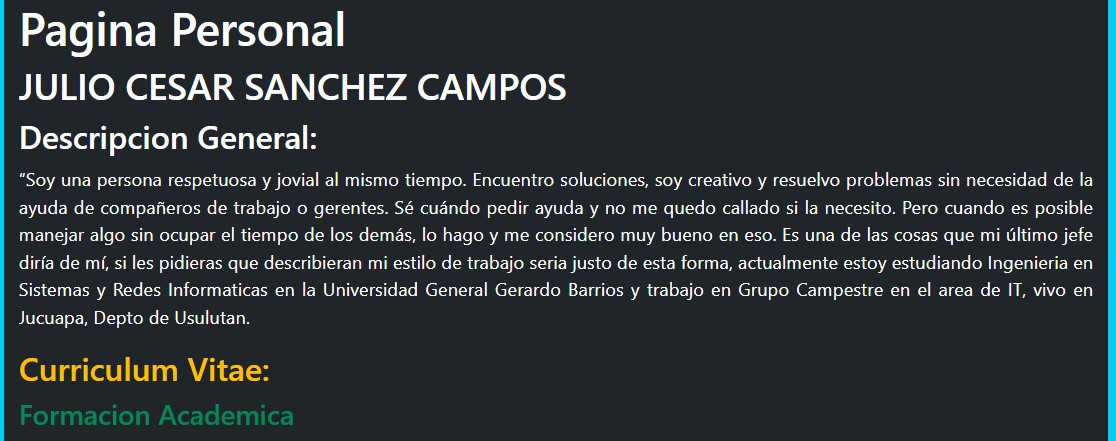 Pagina Personal
JULIO CESAR SANCHEZ CAMPOS
Descripcion General:
“Soy una persona respetuosa y jovial al mismo tiempo. Encuentro soluciones, soy creativo y resuelvo problemas sin necesidad de la
ayuda de compañeros de trabajo o gerentes. Sé cuándo pedir ayuda y no me quedo callado si la necesito. Pero cuando es posible
manejar algo sin ocupar el tiempo de los demás, lo hago y me considero muy bueno en eso. Es una de las cosas que mi último jefe
diría de mí, si les pidieras que describieran mi estilo de trabajo seria justo de esta forma, actualmente estoy estudiando Ingenieria en
Sistemas y Redes Informaticas en la Universidad General Gerardo Barrios y trabajo en Grupo Campestre en el area de IT, vivo en
Jucuapa, Depto de Usulutan.
Curriculum Vitae:
Formacion Academica